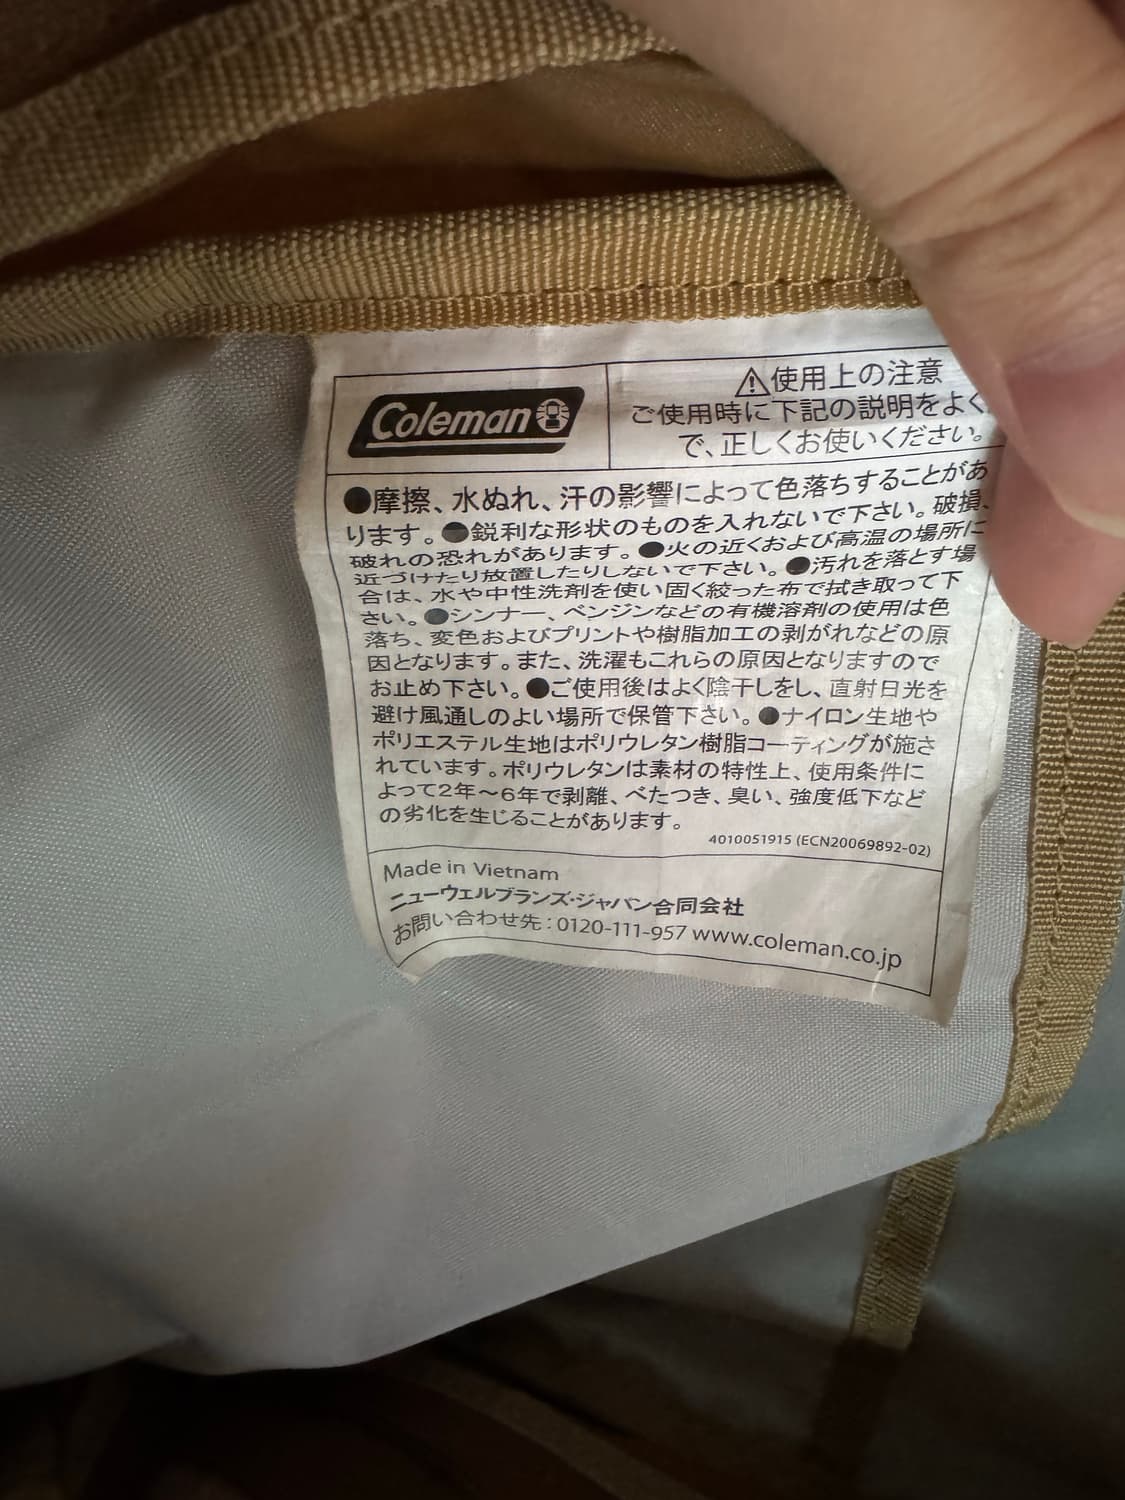 Coleman
⚠使用上の注意
ご使用時に下記の説明をよく
で、正しくお使いください。
●摩擦、水ぬれ、汗の影響によって色落ちすることがあ
ります。●鋭利な形状のものを入れないで下さい。破損、
破れの恐れがあります。●火の近くおよび高温の場所に
近づけたり放置したりしないで下さい。●汚れを落とす場
合は、水や中性洗剤を使い固く絞った布で拭き取って下
さい。●シンナー、ベンジンなどの有機溶剤の使用は色
落ち、変色およびプリントや樹脂加工の剥がれなどの原
因となります。また、洗濯もこれらの原因となりますので
お止め下さい。●ご使用後はよく陰干しをし、直射日光を
避け風通しのよい場所で保管下さい。●ナイロン生地や
ポリエステル生地はポリウレタン樹脂コーティングが施さ
れています。ポリウレタンは素材の特性上、使用条件に
よって2年～6年で剥離、べたつき、臭い、強度低下など
の劣化を生じることがあります。
4010051915 (ECN20069892-02)
Made in Vietnam
ニューウェルブランズ・ジャパン合同会社
お問い合わせ先：0120-111-957 www.coleman.co.jp